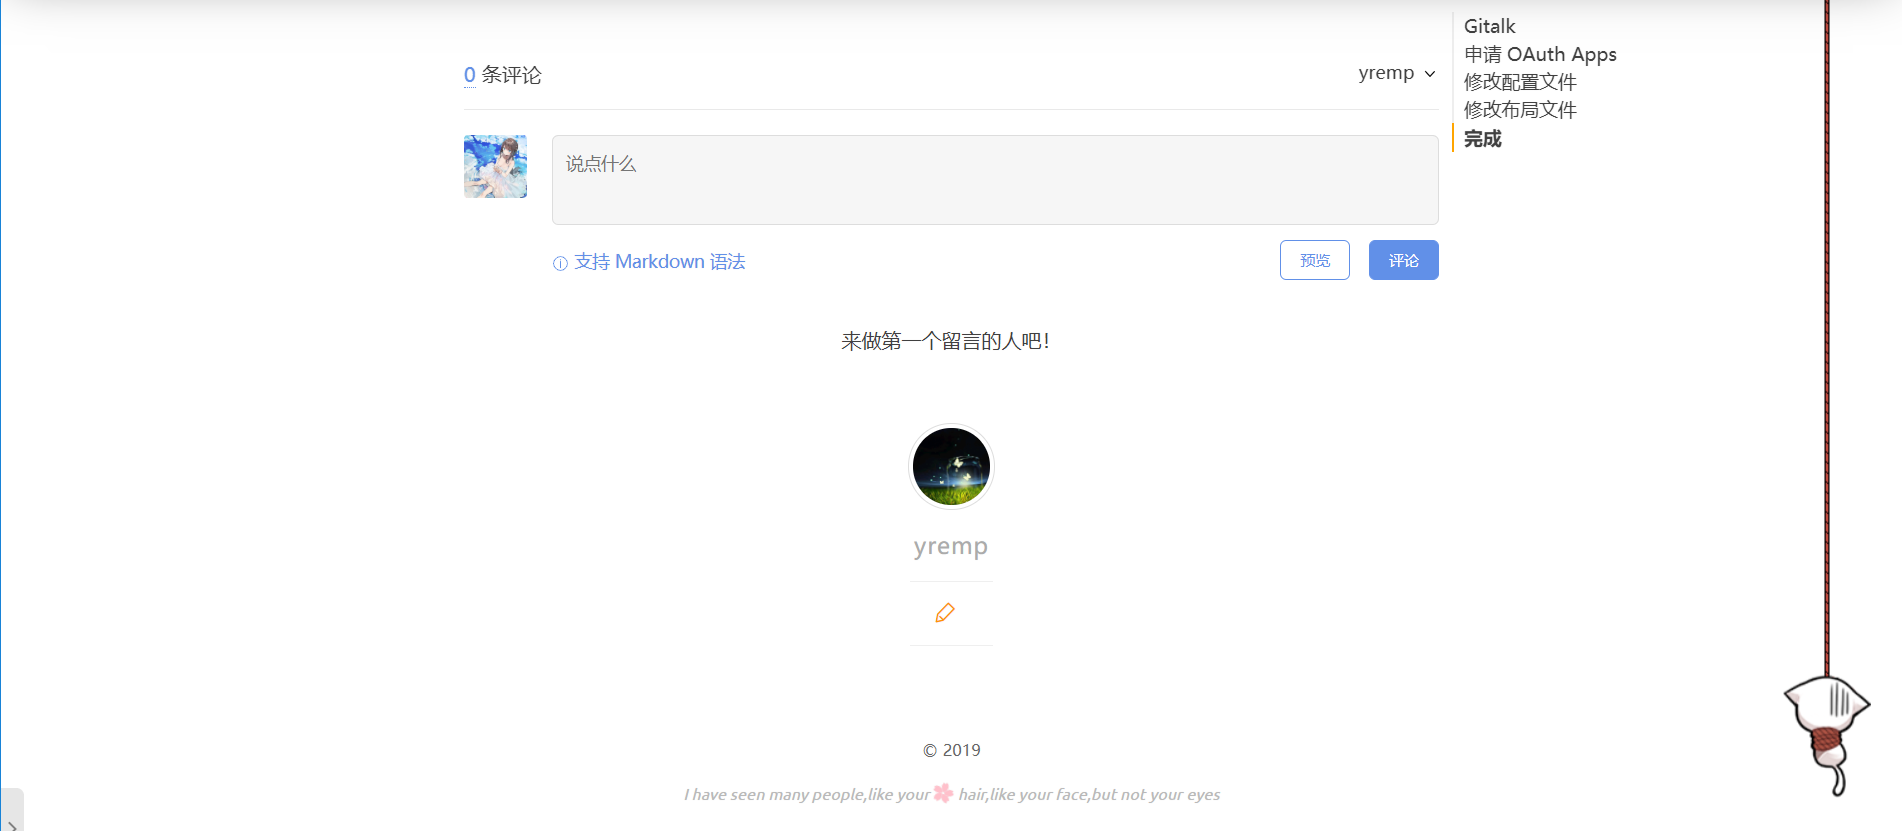 0 条评论
yremp
说点什么
支持 Markdown 语法
预览
评论
来做第一个留言的人吧！
yremp
© 2019
I have seen many people,like your hair,like your face,but not your eyes
Gitalk
申请 OAuth Apps
修改配置文件
修改布局文件
完成